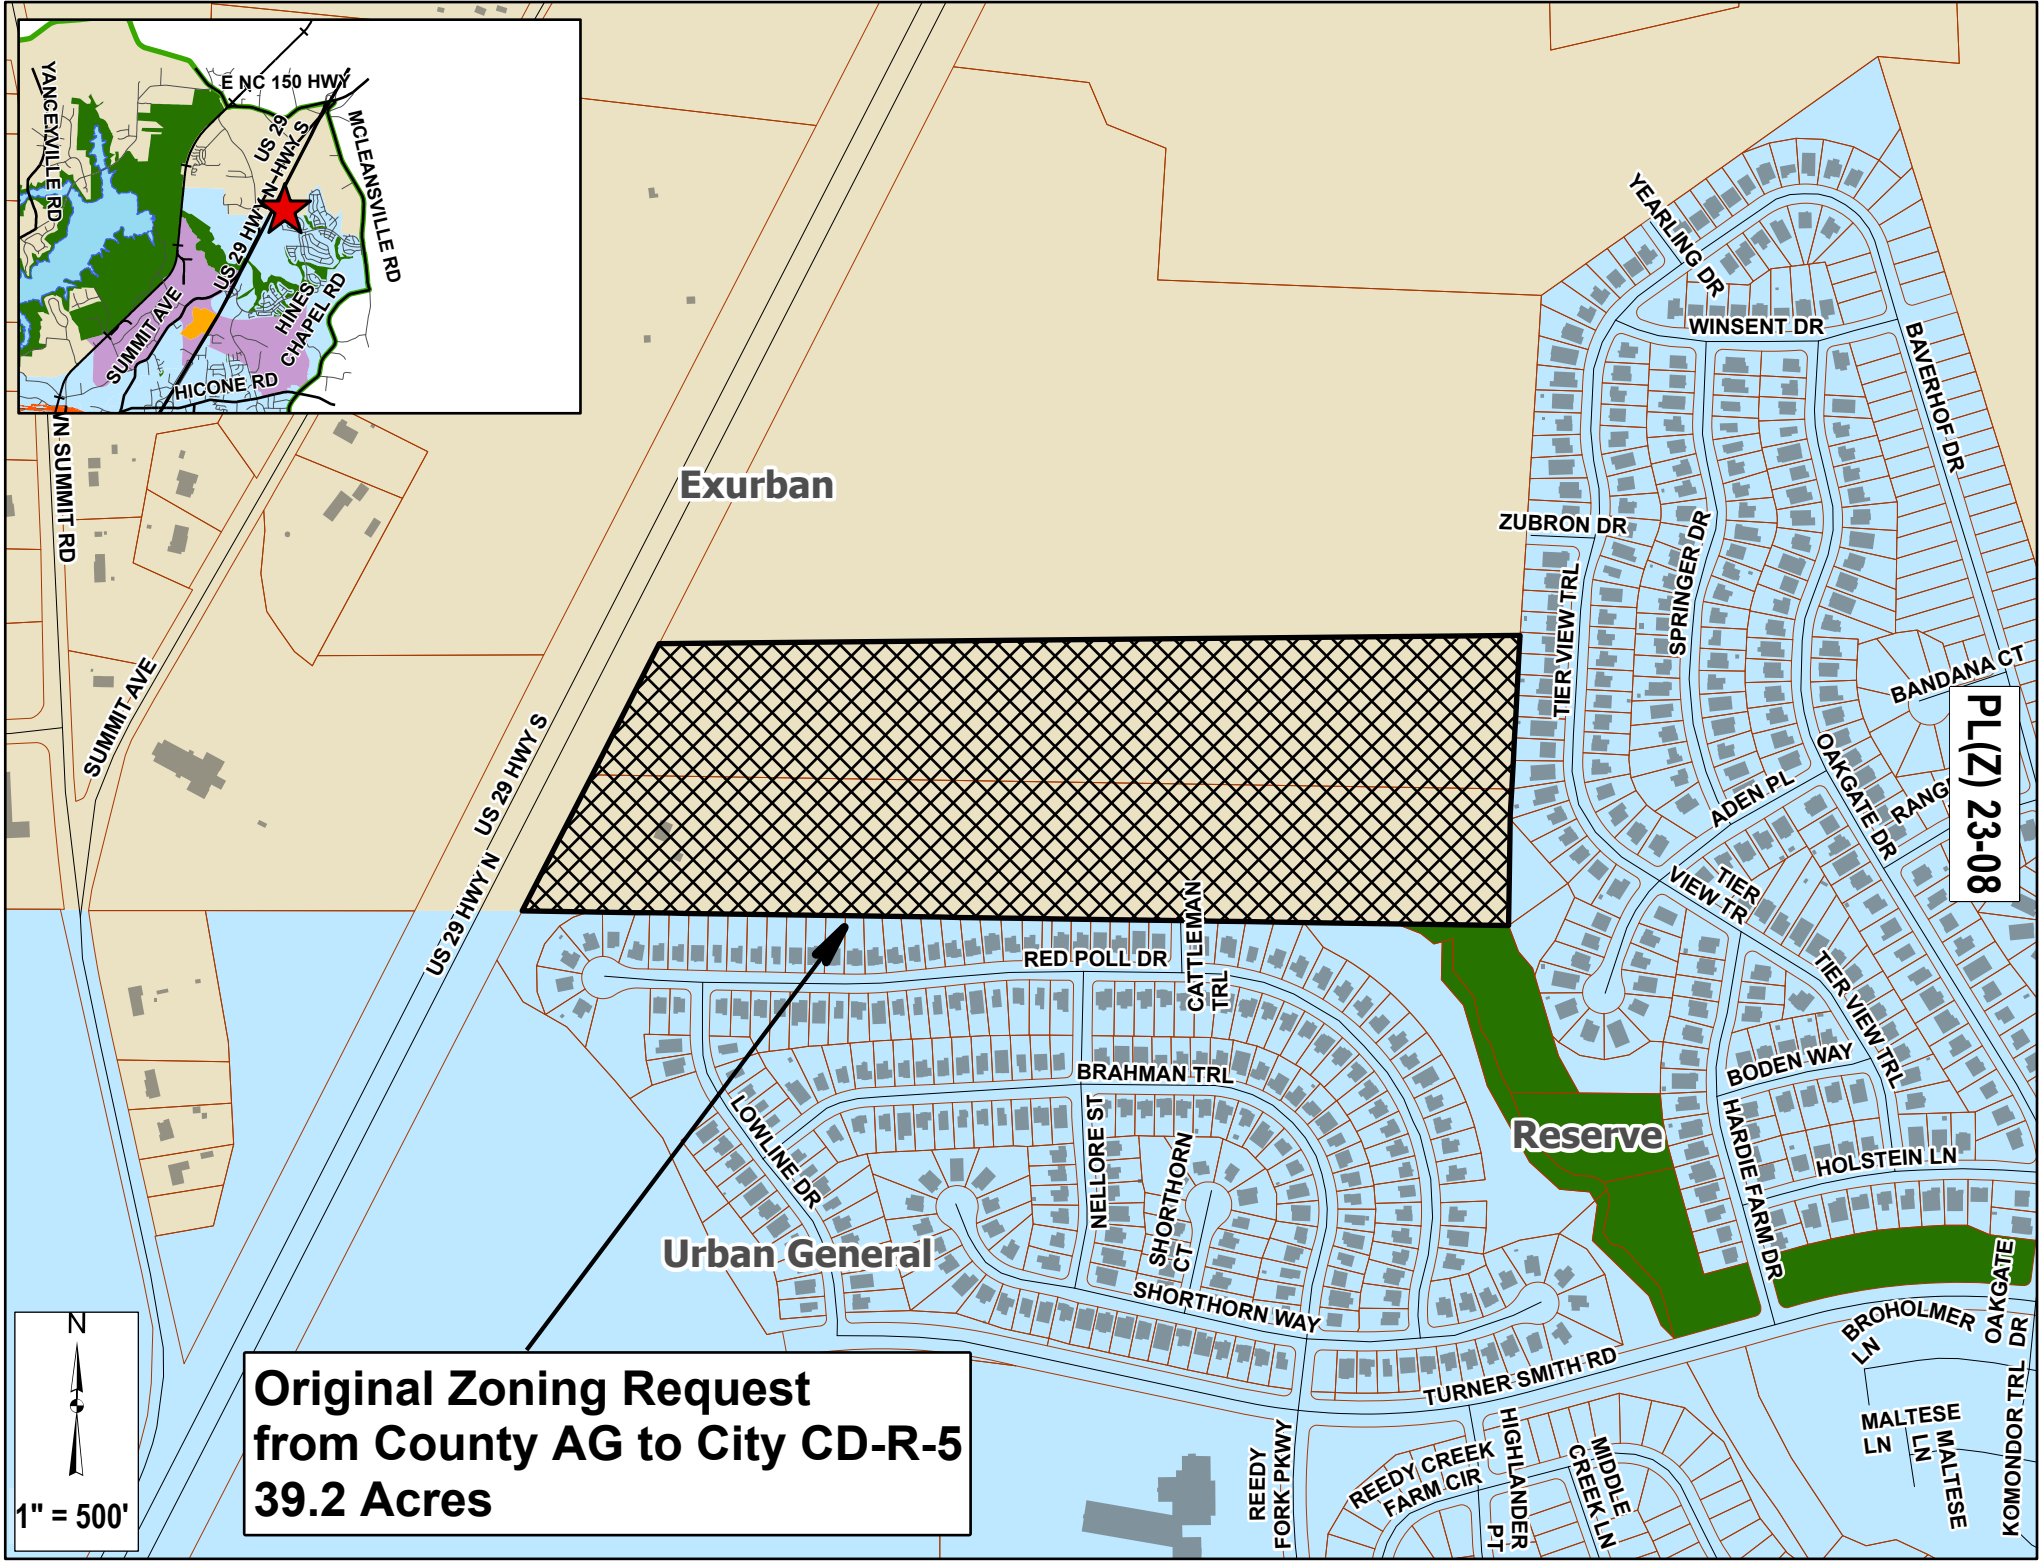 E NC 150 HWY
YANCEYVILLE RD
US 29
US 29 HWY N-HWY S
MCLEANSVILLE RD
SUMMIT AVE
HINES
CHAPEL RD
HICONE RD
WN SUMMIT RD
SUMMIT AVE
US 29 HWY S
US 29 HWY N
Exurban
YEARLING DR
WINSENT DR
BAVERHOF DR
ZUBRON DR
SPRINGER DR
TIER VIEW TRL
BANDANA CT
PL(Z) 23-08
OAKGATE DR
ADEN PL
RANG
TIER
VIEW TR
TIER VIEW TRL
CATTLEMAN
TRL
RED POLL DR
BRAHMAN TRL
LOWLINE DR
NELLORE ST
SHORTHORN
CT
BODEN WAY
HARDIE FARM DR
Reserve
HOLSTEIN LN
Urban General
SHORTHORN WAY
OAKGATE
DR
BROHOLMER
LN
TURNER SMITH RD
MALTESE
LN
LN
MALTESE
KOMONDOR TRL
REEDY
FORK PKWY
REEDY CREEK
FARM CIR
HIGHLANDER
PT
MIDDLE
CREEK LN
N
1" = 500'
Original Zoning Request
from County AG to City CD-R-5
39.2 Acres